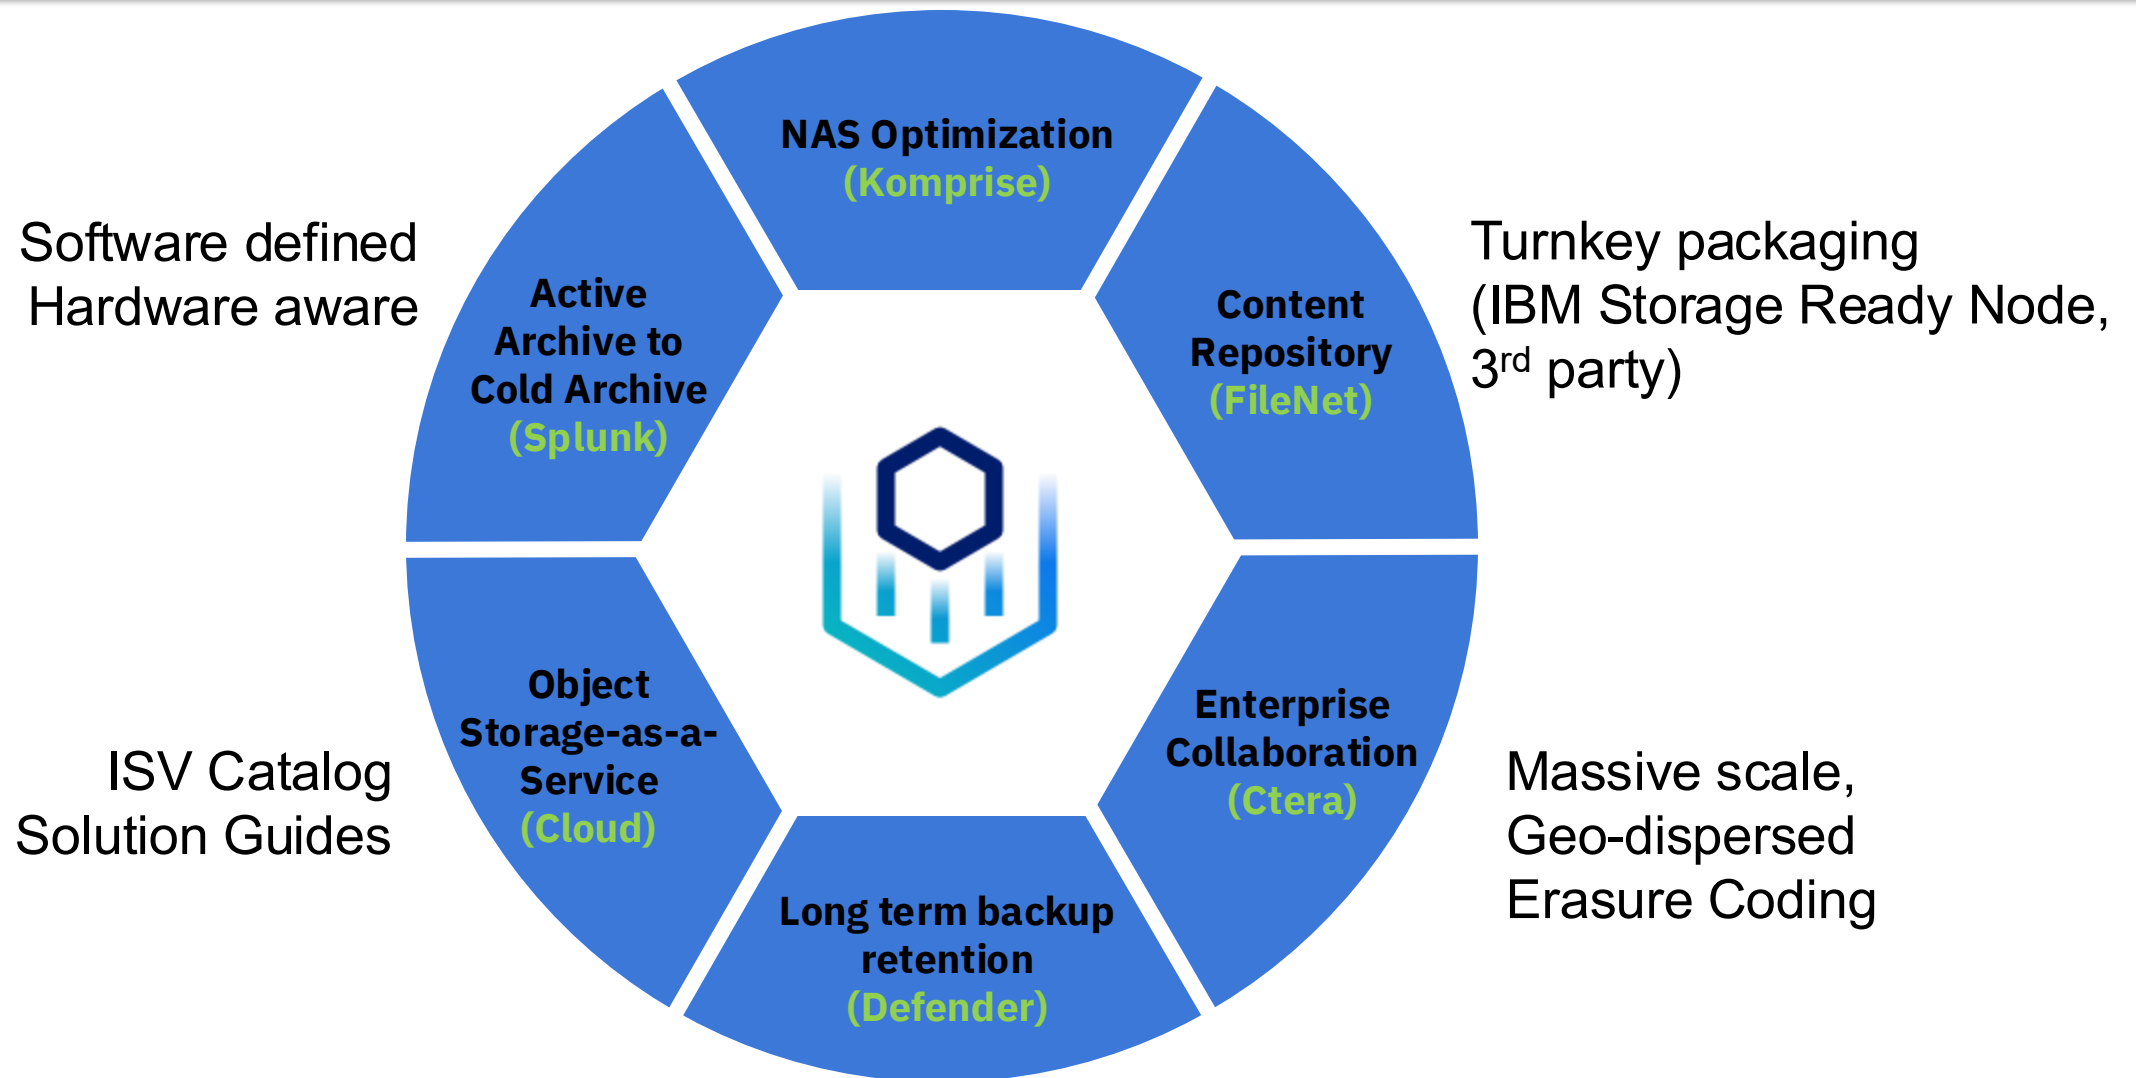 NAS Optimization
(Komprise)
Software defined
Hardware aware
Active
Archive to
Cold Archive
(Splunk)
Content
Repository
(FileNet)
Turnkey packaging
(IBM Storage Ready Node,
3rd party)
ISV Catalog
Solution Guides
Object
Storage-as-a-
Service
(Cloud)
Enterprise
Collaboration
(Ctera)
Massive scale,
Geo-dispersed
Erasure Coding
Long term backup
retention
(Defender)